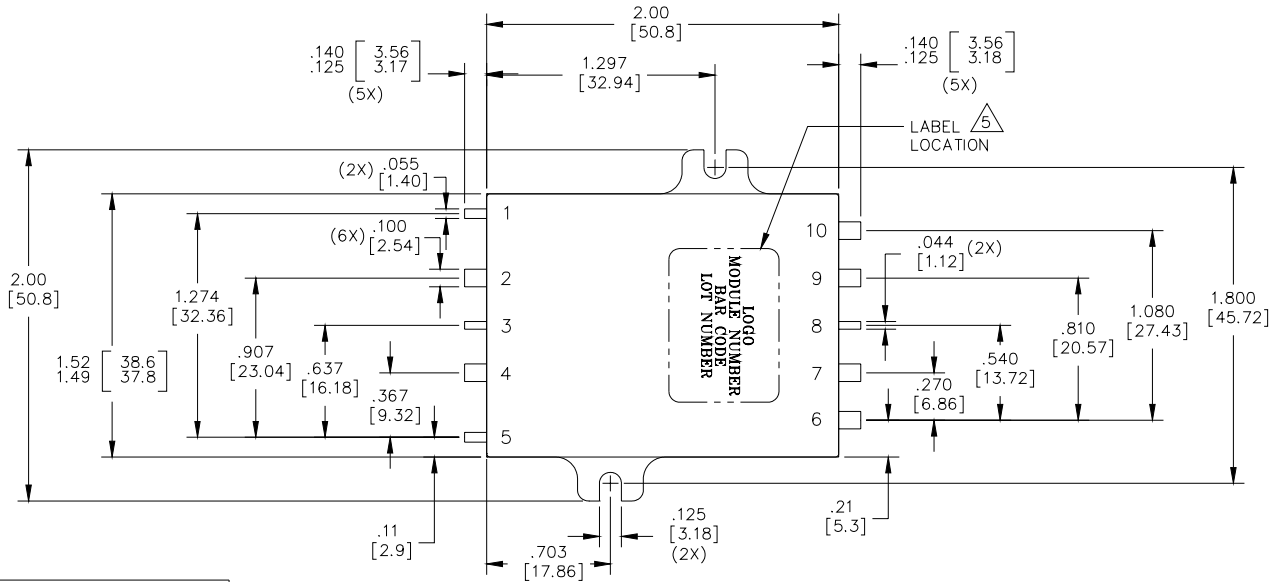 2.00
[50.8]
.140 [ 3.56
.125 3.17 ]
(5X)
1.297
[32.94]
.140 [ 3.56
.125 3.18 ]
(5X)
LABEL 5
LOCATION
(2X) .055
[1.40]
(6X) .100
[2.54]
2.00
[50.8]
1.52 [ 38.6
1.49 37.8 ]
1.274
[32.36]
.907
[23.04]
.637
[16.18]
.367
[9.32]
.11
[2.9]
1
2
3
4
5
LOGO
MODULE NUMBER
BAR CODE
LOT NUMBER
10
9
8
7
6
.044
[1.12] (2X)
.270
[6.86]
.540
[13.72]
.810
[20.57]
1.080
[27.43]
1.800
[45.72]
.21
[5.3]
.125
[3.18]
(2X)
.703
[17.86]